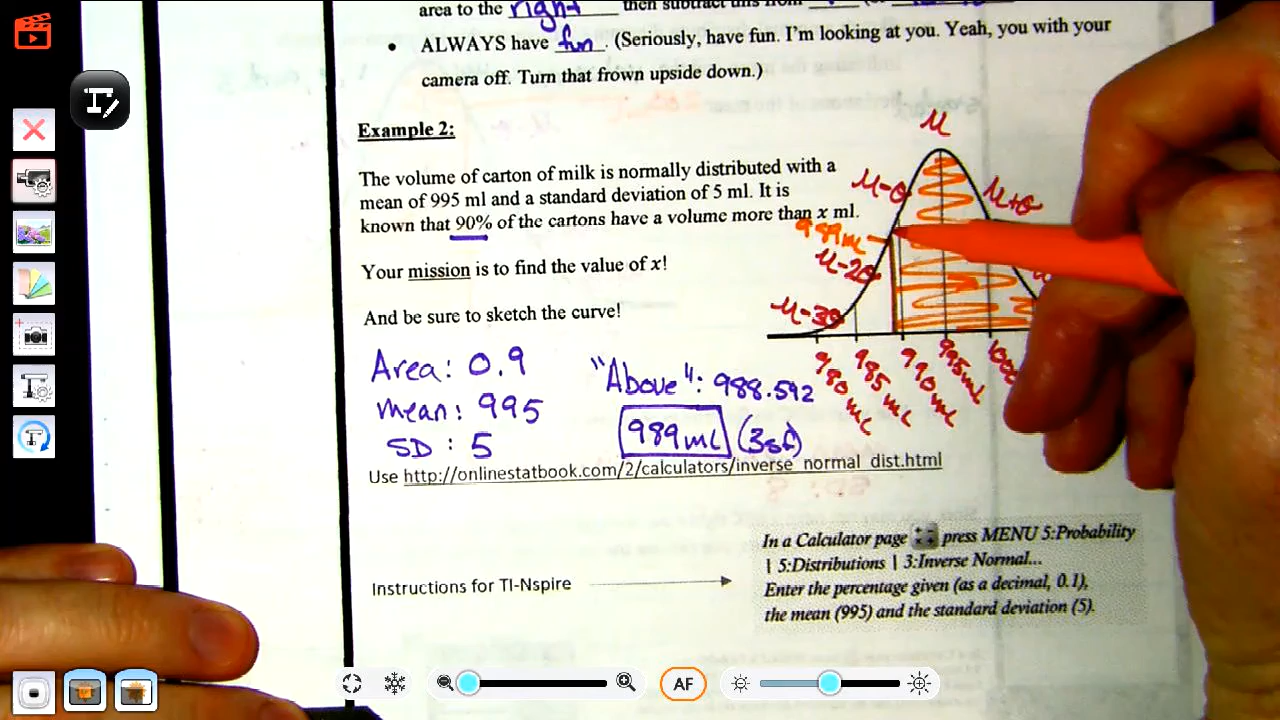 area to the right then subtract this from
• ALWAYS have fun. (Seriously, have fun. I'm looking at you. Yeah, you with your
camera off. Turn that frown upside down.)
Example 2:
The volume of carton of milk is normally distributed with a
mean of 995 ml and a standard deviation of 5 ml. It is
known that 90% of the cartons have a volume more than x ml.
Your mission is to find the value of x!
And be sure to sketch the curve!
μ
μ-σ
μ+σ
989mL
μ-2σ
μ-3σ
980 mL
985 mL
990 mL
995mL
Area: 0.9
mean: 995
SD: 5
"Above": 988.592
989mL (3sf)
Use http://onlinestatbook.com/2/calculators/inverse_normal_dist.html
Instructions for TI-Nspire
In a Calculator page press MENU 5:Probability
| 5:Distributions | 3:Inverse Normal...
Enter the percentage given (as a decimal, 0.1),
the mean (995) and the standard deviation (5).
AF